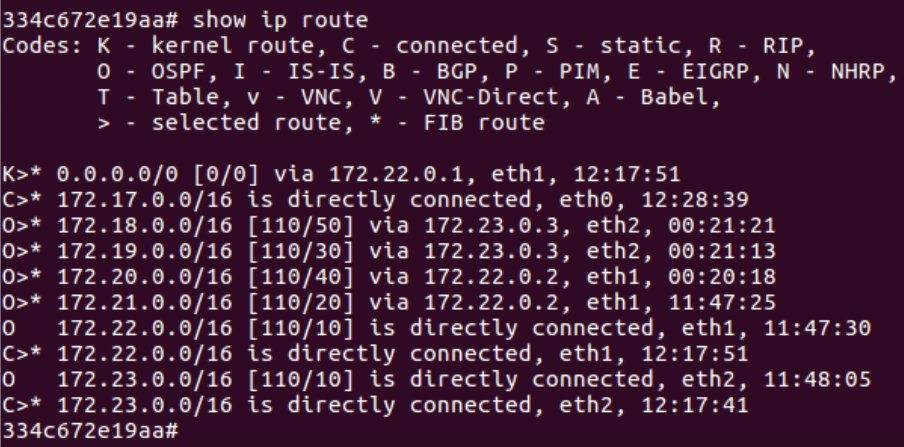 334c672e19aa# show ip route
Codes: K - kernel route, C - connected, S - static, R - RIP,
       O - OSPF, I - IS-IS, B - BGP, P - PIM, E - EIGRP, N - NHRP,
       T - Table, v - VNC, V - VNC-Direct, A - Babel,
       > - selected route, * - FIB route

K>* 0.0.0.0/0 [0/0] via 172.22.0.1, eth1, 12:17:51
C>* 172.17.0.0/16 is directly connected, eth0, 12:28:39
O>* 172.18.0.0/16 [110/50] via 172.23.0.3, eth2, 00:21:21
O>* 172.19.0.0/16 [110/30] via 172.23.0.3, eth2, 00:21:13
O>* 172.20.0.0/16 [110/40] via 172.22.0.2, eth1, 00:20:18
O>* 172.21.0.0/16 [110/20] via 172.22.0.2, eth1, 11:47:25
O   172.22.0.0/16 [110/10] is directly connected, eth1, 11:47:30
C>* 172.22.0.0/16 is directly connected, eth1, 12:17:51
O   172.23.0.0/16 [110/10] is directly connected, eth2, 11:48:05
C>* 172.23.0.0/16 is directly connected, eth2, 12:17:41
334c672e19aa#